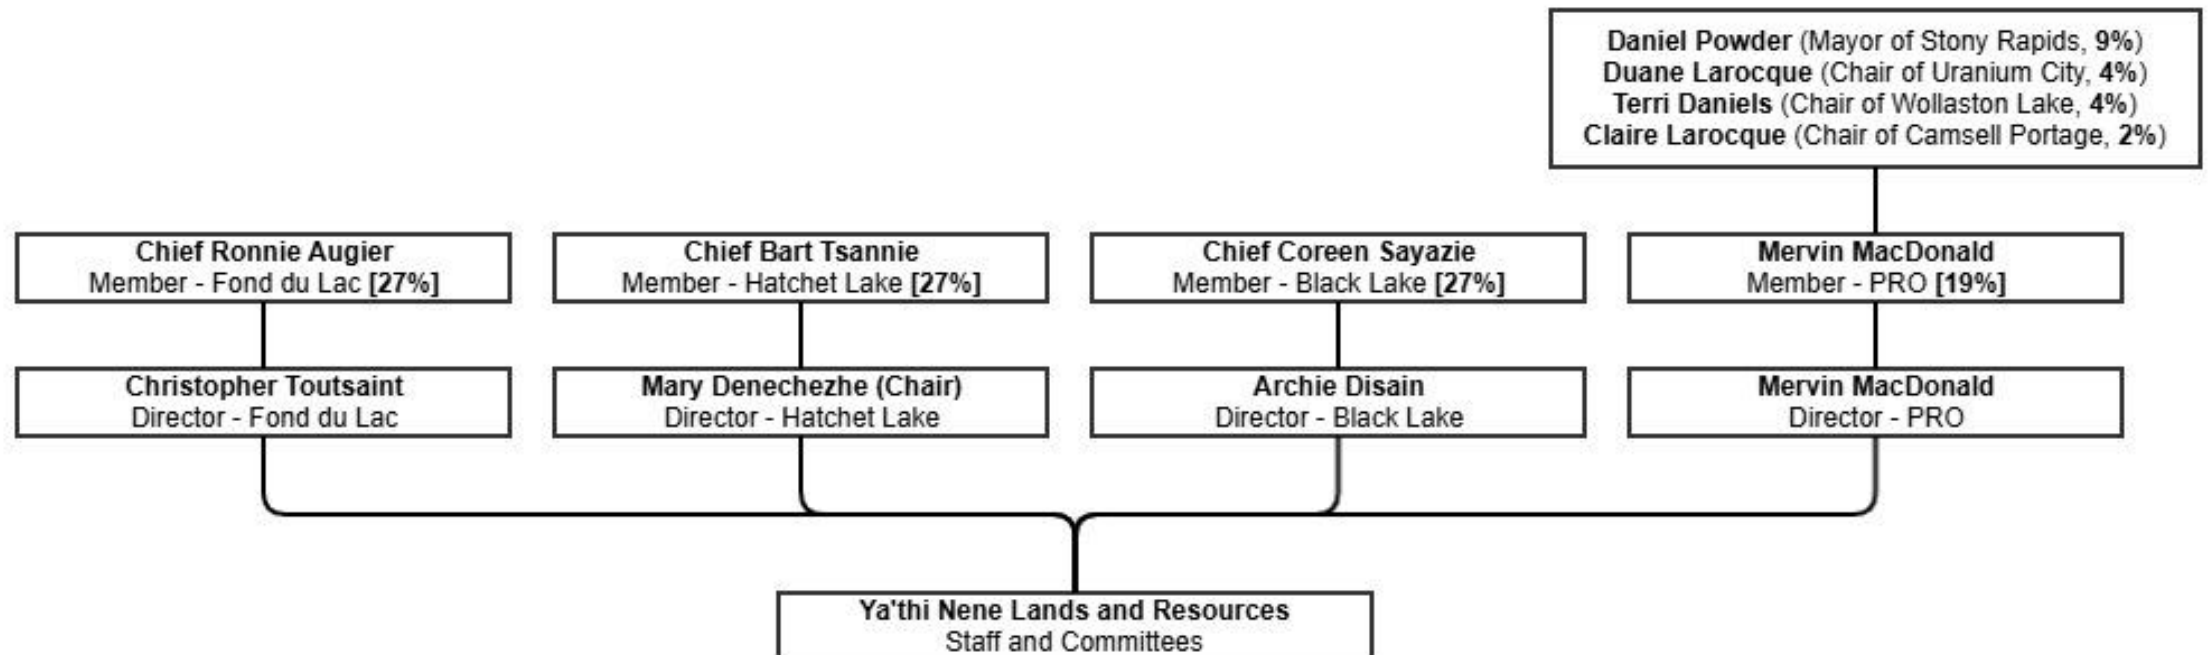 Daniel Powder (Mayor of Stony Rapids, 9%)
Duane Larocque (Chair of Uranium City, 4%)
Terri Daniels (Chair of Wollaston Lake, 4%)
Claire Larocque (Chair of Camsell Portage, 2%)
Chief Ronnie Augier
Member - Fond du Lac [27%]
Chief Bart Tsannie
Member - Hatchet Lake [27%]
Chief Coreen Sayazie
Member - Black Lake [27%]
Mervin MacDonald
Member - PRO [19%]
Christopher Toutsaint
Director - Fond du Lac
Mary Denechezhe (Chair)
Director - Hatchet Lake
Archie Disain
Director - Black Lake
Mervin MacDonald
Director - PRO
Ya'thi Nene Lands and Resources
Staff and Committees